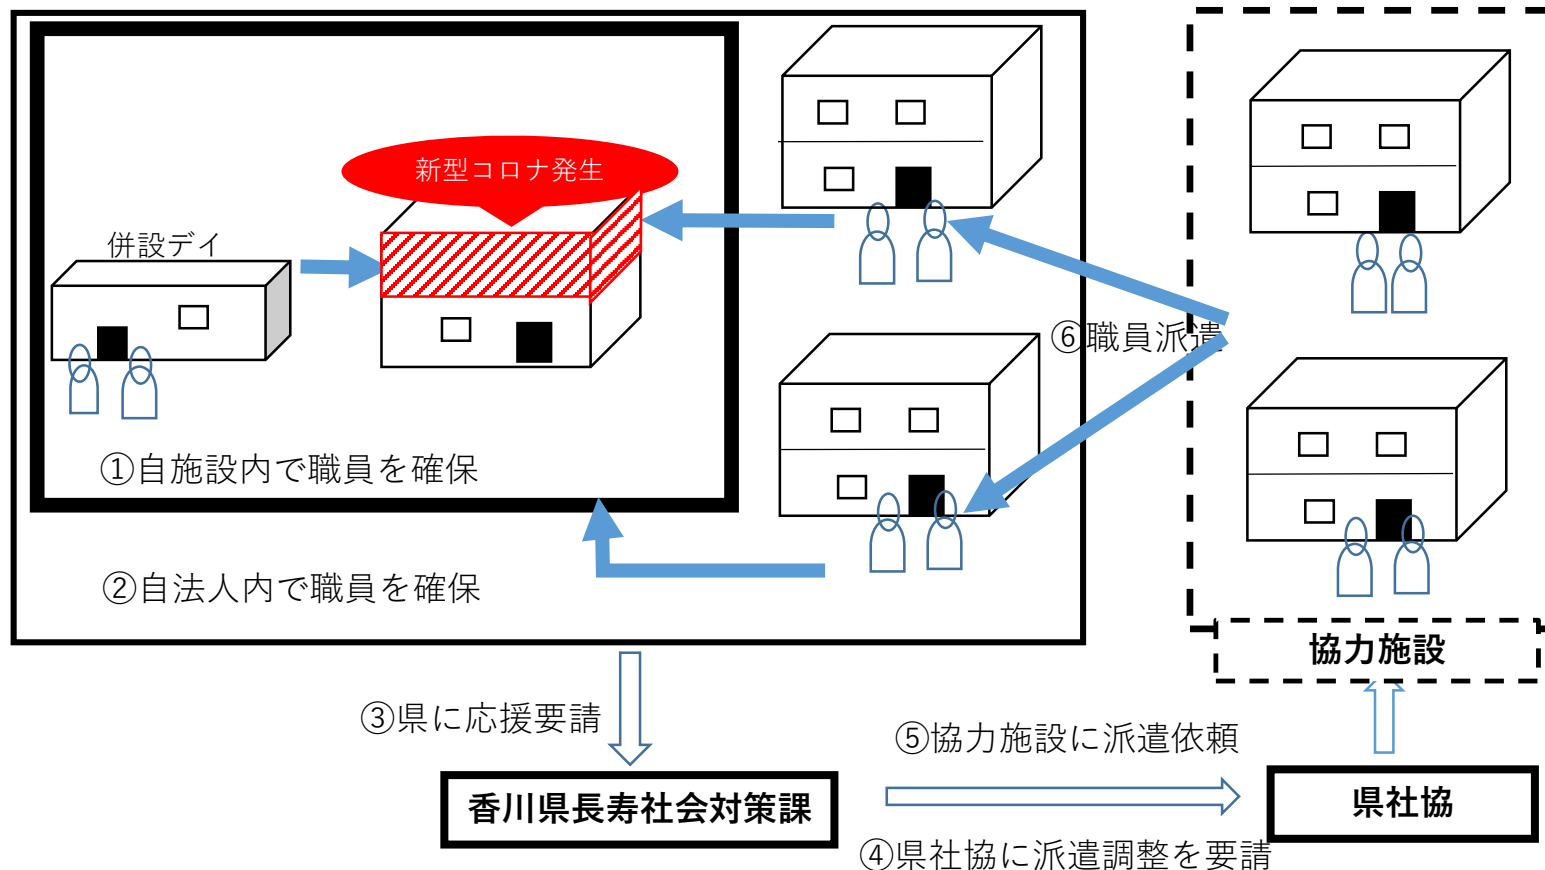 新型コロナ発生
併設デイ
⑥職員派遣
①自施設内で職員を確保
②自法人内で職員を確保
協力施設
③県に応援要請
⑤協力施設に派遣依頼
香川県長寿社会対策課
県社協
④県社協に派遣調整を要請